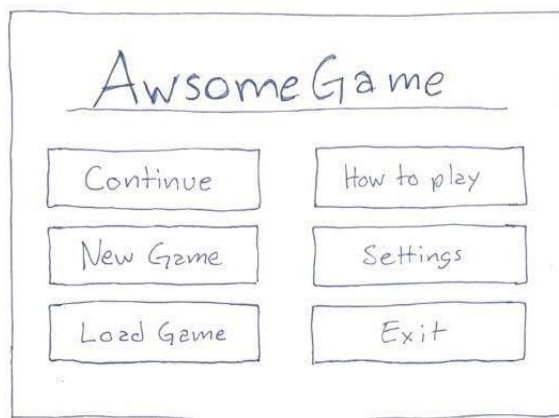 AwsomeGame
Continue
How to play
New Game
Settings
Load Game
Exit